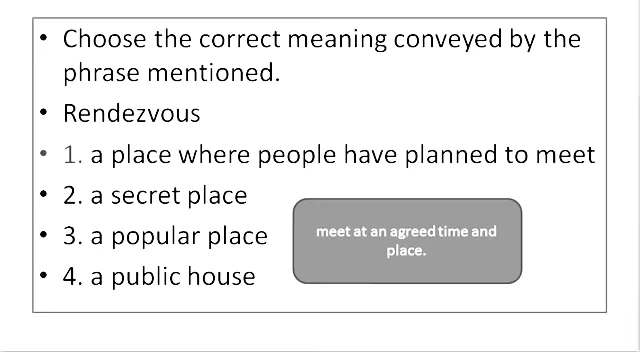 • Choose the correct meaning conveyed by the
phrase mentioned.
• Rendezvous
• 1. a place where people have planned to meet
• 2. a secret place
• 3. a popular place
• 4. a public house
meet at an agreed time and
place.